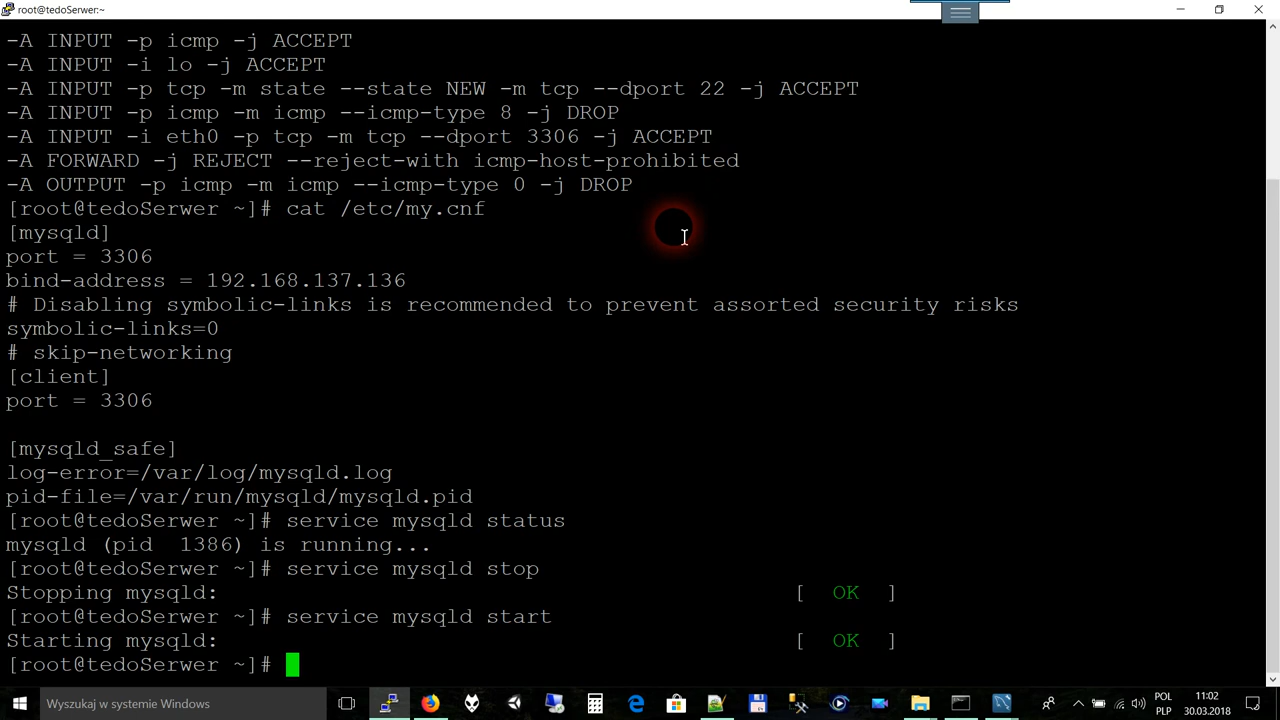 root@tedoSerwer:~
-A INPUT -p icmp -j ACCEPT
-A INPUT -i lo -j ACCEPT
-A INPUT -p tcp -m state --state NEW -m tcp --dport 22 -j ACCEPT
-A INPUT -p icmp -m icmp --icmp-type 8 -j DROP
-A INPUT -i eth0 -p tcp -m tcp --dport 3306 -j ACCEPT
-A FORWARD -j REJECT --reject-with icmp-host-prohibited
-A OUTPUT -p icmp -m icmp --icmp-type 0 -j DROP
[root@tedoSerwer ~]# cat /etc/my.cnf
[mysqld]
port = 3306
bind-address = 192.168.137.136
# Disabling symbolic-links is recommended to prevent assorted security risks
symbolic-links=0
# skip-networking
[client]
port = 3306
[mysqld_safe]
log-error=/var/log/mysqld.log
pid-file=/var/run/mysqld/mysqld.pid
[root@tedoSerwer ~]# service mysqld status
mysqld (pid  1386) is running...
[root@tedoSerwer ~]# service mysqld stop
Stopping mysqld: [  OK  ]
[root@tedoSerwer ~]# service mysqld start
Starting mysqld: [  OK  ]
[root@tedoSerwer ~]#
Wyszukaj w systemie Windows
POL
PLP
11:02
30.03.2018